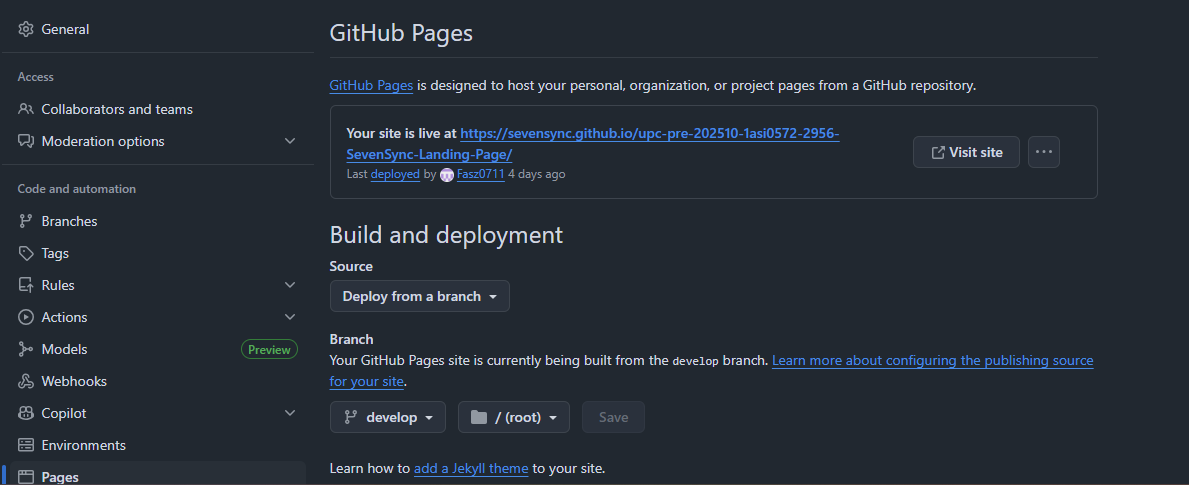 General
Access
Collaborators and teams
Moderation options
Code and automation
Branches
Tags
Rules
Actions
Models Preview
Webhooks
Copilot
Environments
Pages
GitHub Pages
GitHub Pages is designed to host your personal, organization, or project pages from a GitHub repository.
Your site is live at https://sevensync.github.io/upc-pre-202510-1asi0572-2956-
SevenSync-Landing-Page/
Last deployed by Fasz0711 4 days ago
Visit site
Build and deployment
Source
Deploy from a branch
Branch
Your GitHub Pages site is currently being built from the develop branch. Learn more about configuring the publishing source
for your site.
develop / (root) Save
Learn how to add a Jekyll theme to your site.